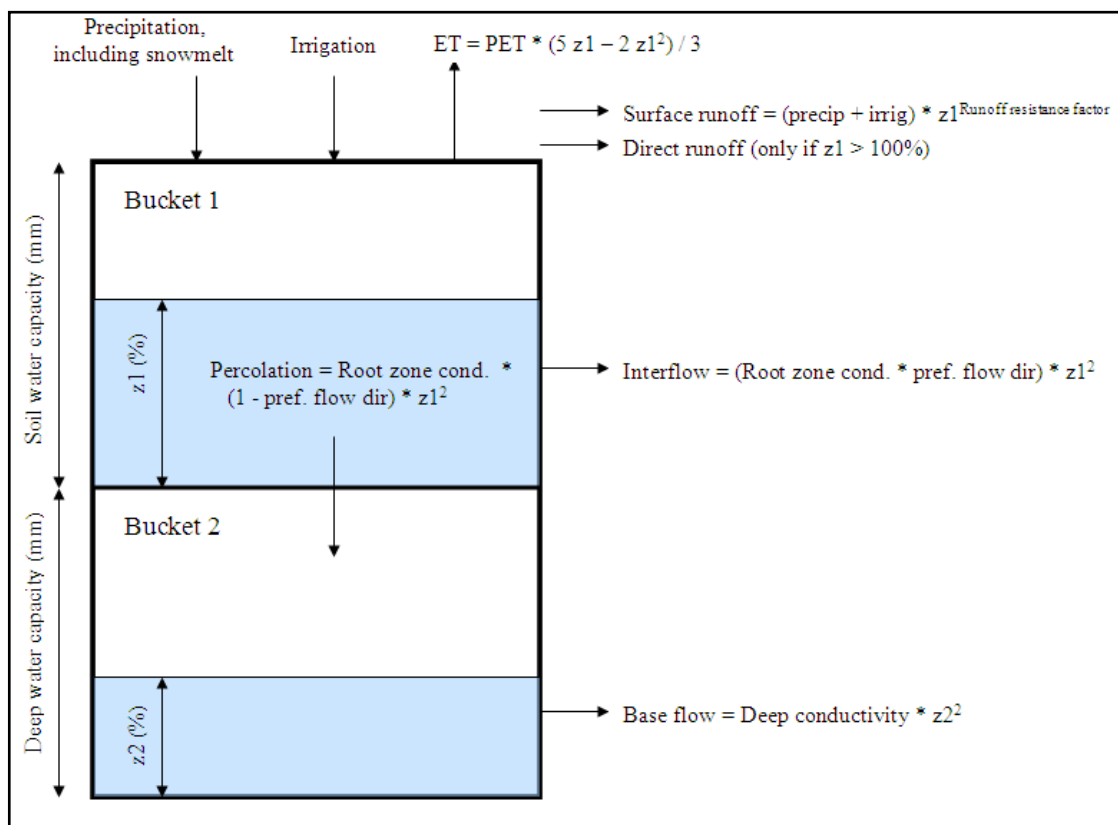 Precipitation,
including snowmelt
Irrigation
ET = PET * (5 z1 – 2 z1²) / 3
Surface runoff = (precip + irrig) * z1^Runoff resistance factor
Direct runoff (only if z1 > 100%)
Bucket 1
Soil water capacity (mm)
z1 (%)
Percolation = Root zone cond. *
(1 - pref. flow dir) * z1²
Interflow = (Root zone cond. * pref. flow dir) * z1²
Bucket 2
Deep water capacity (mm)
z2 (%)
Base flow = Deep conductivity * z2²